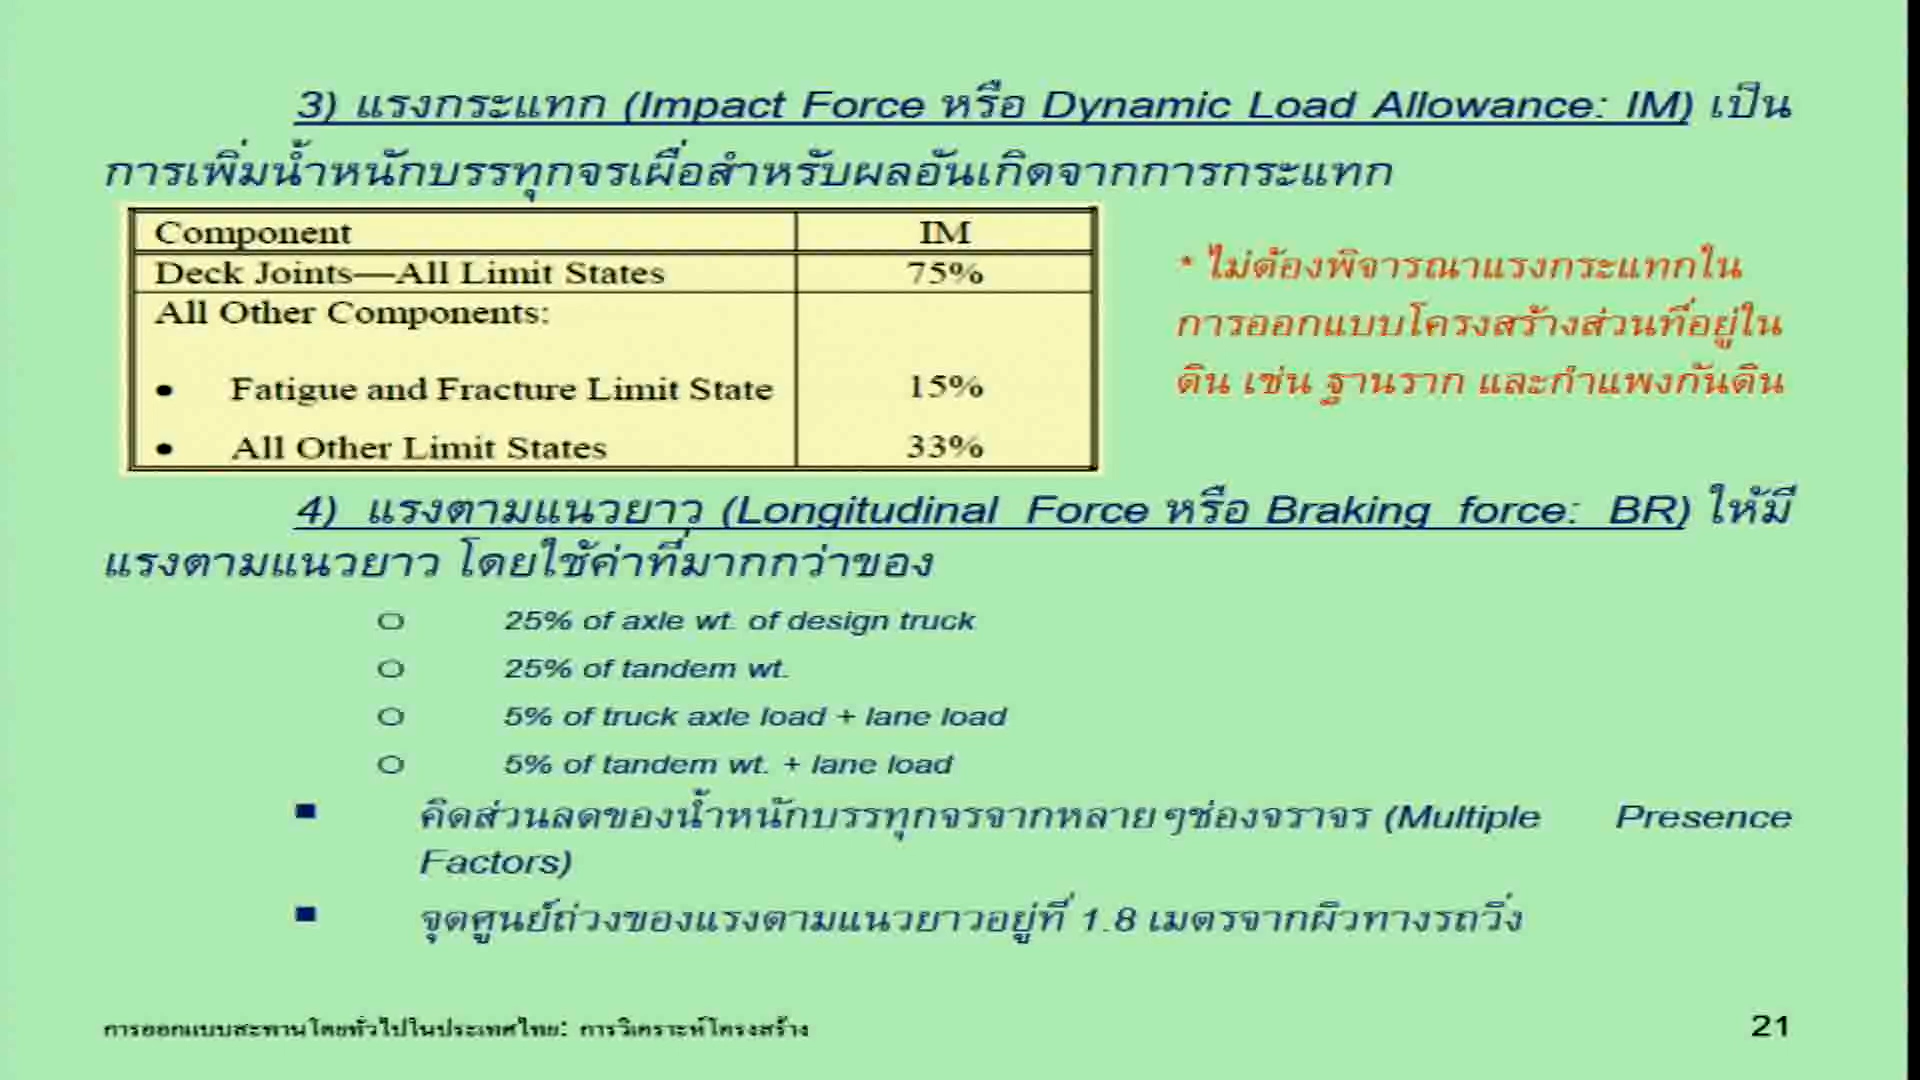 3) แรงกระแทก (Impact Force หรือ Dynamic Load Allowance: IM) เป็น
การเพิ่มน้ำหนักบรรทุกจรเผื่อสำหรับผลอันเกิดจากการกระแทก
Component IM
Deck Joints—All Limit States 75%
All Other Components:
• Fatigue and Fracture Limit State 15%
• All Other Limit States 33%
* ไม่ต้องพิจารณาแรงกระแทกใน
การออกแบบโครงสร้างส่วนที่อยู่ใน
ดิน เช่น ฐานราก และกำแพงกันดิน
4) แรงตามแนวยาว (Longitudinal Force หรือ Braking force: BR) ให้มี
แรงตามแนวยาว โดยใช้ค่าที่มากกว่าของ
o 25% of axle wt. of design truck
o 25% of tandem wt.
o 5% of truck axle load + lane load
o 5% of tandem wt. + lane load
▪ คิดส่วนลดของน้ำหนักบรรทุกจรจากหลายๆช่องจราจร (Multiple Presence
Factors)
▪ จุดศูนย์ถ่วงของแรงตามแนวยาวอยู่ที่ 1.8 เมตรจากผิวทางรถวิ่ง
การออกแบบสะพานโดยทั่วไปในประเทศไทย: การวิเคราะห์โครงสร้าง 21